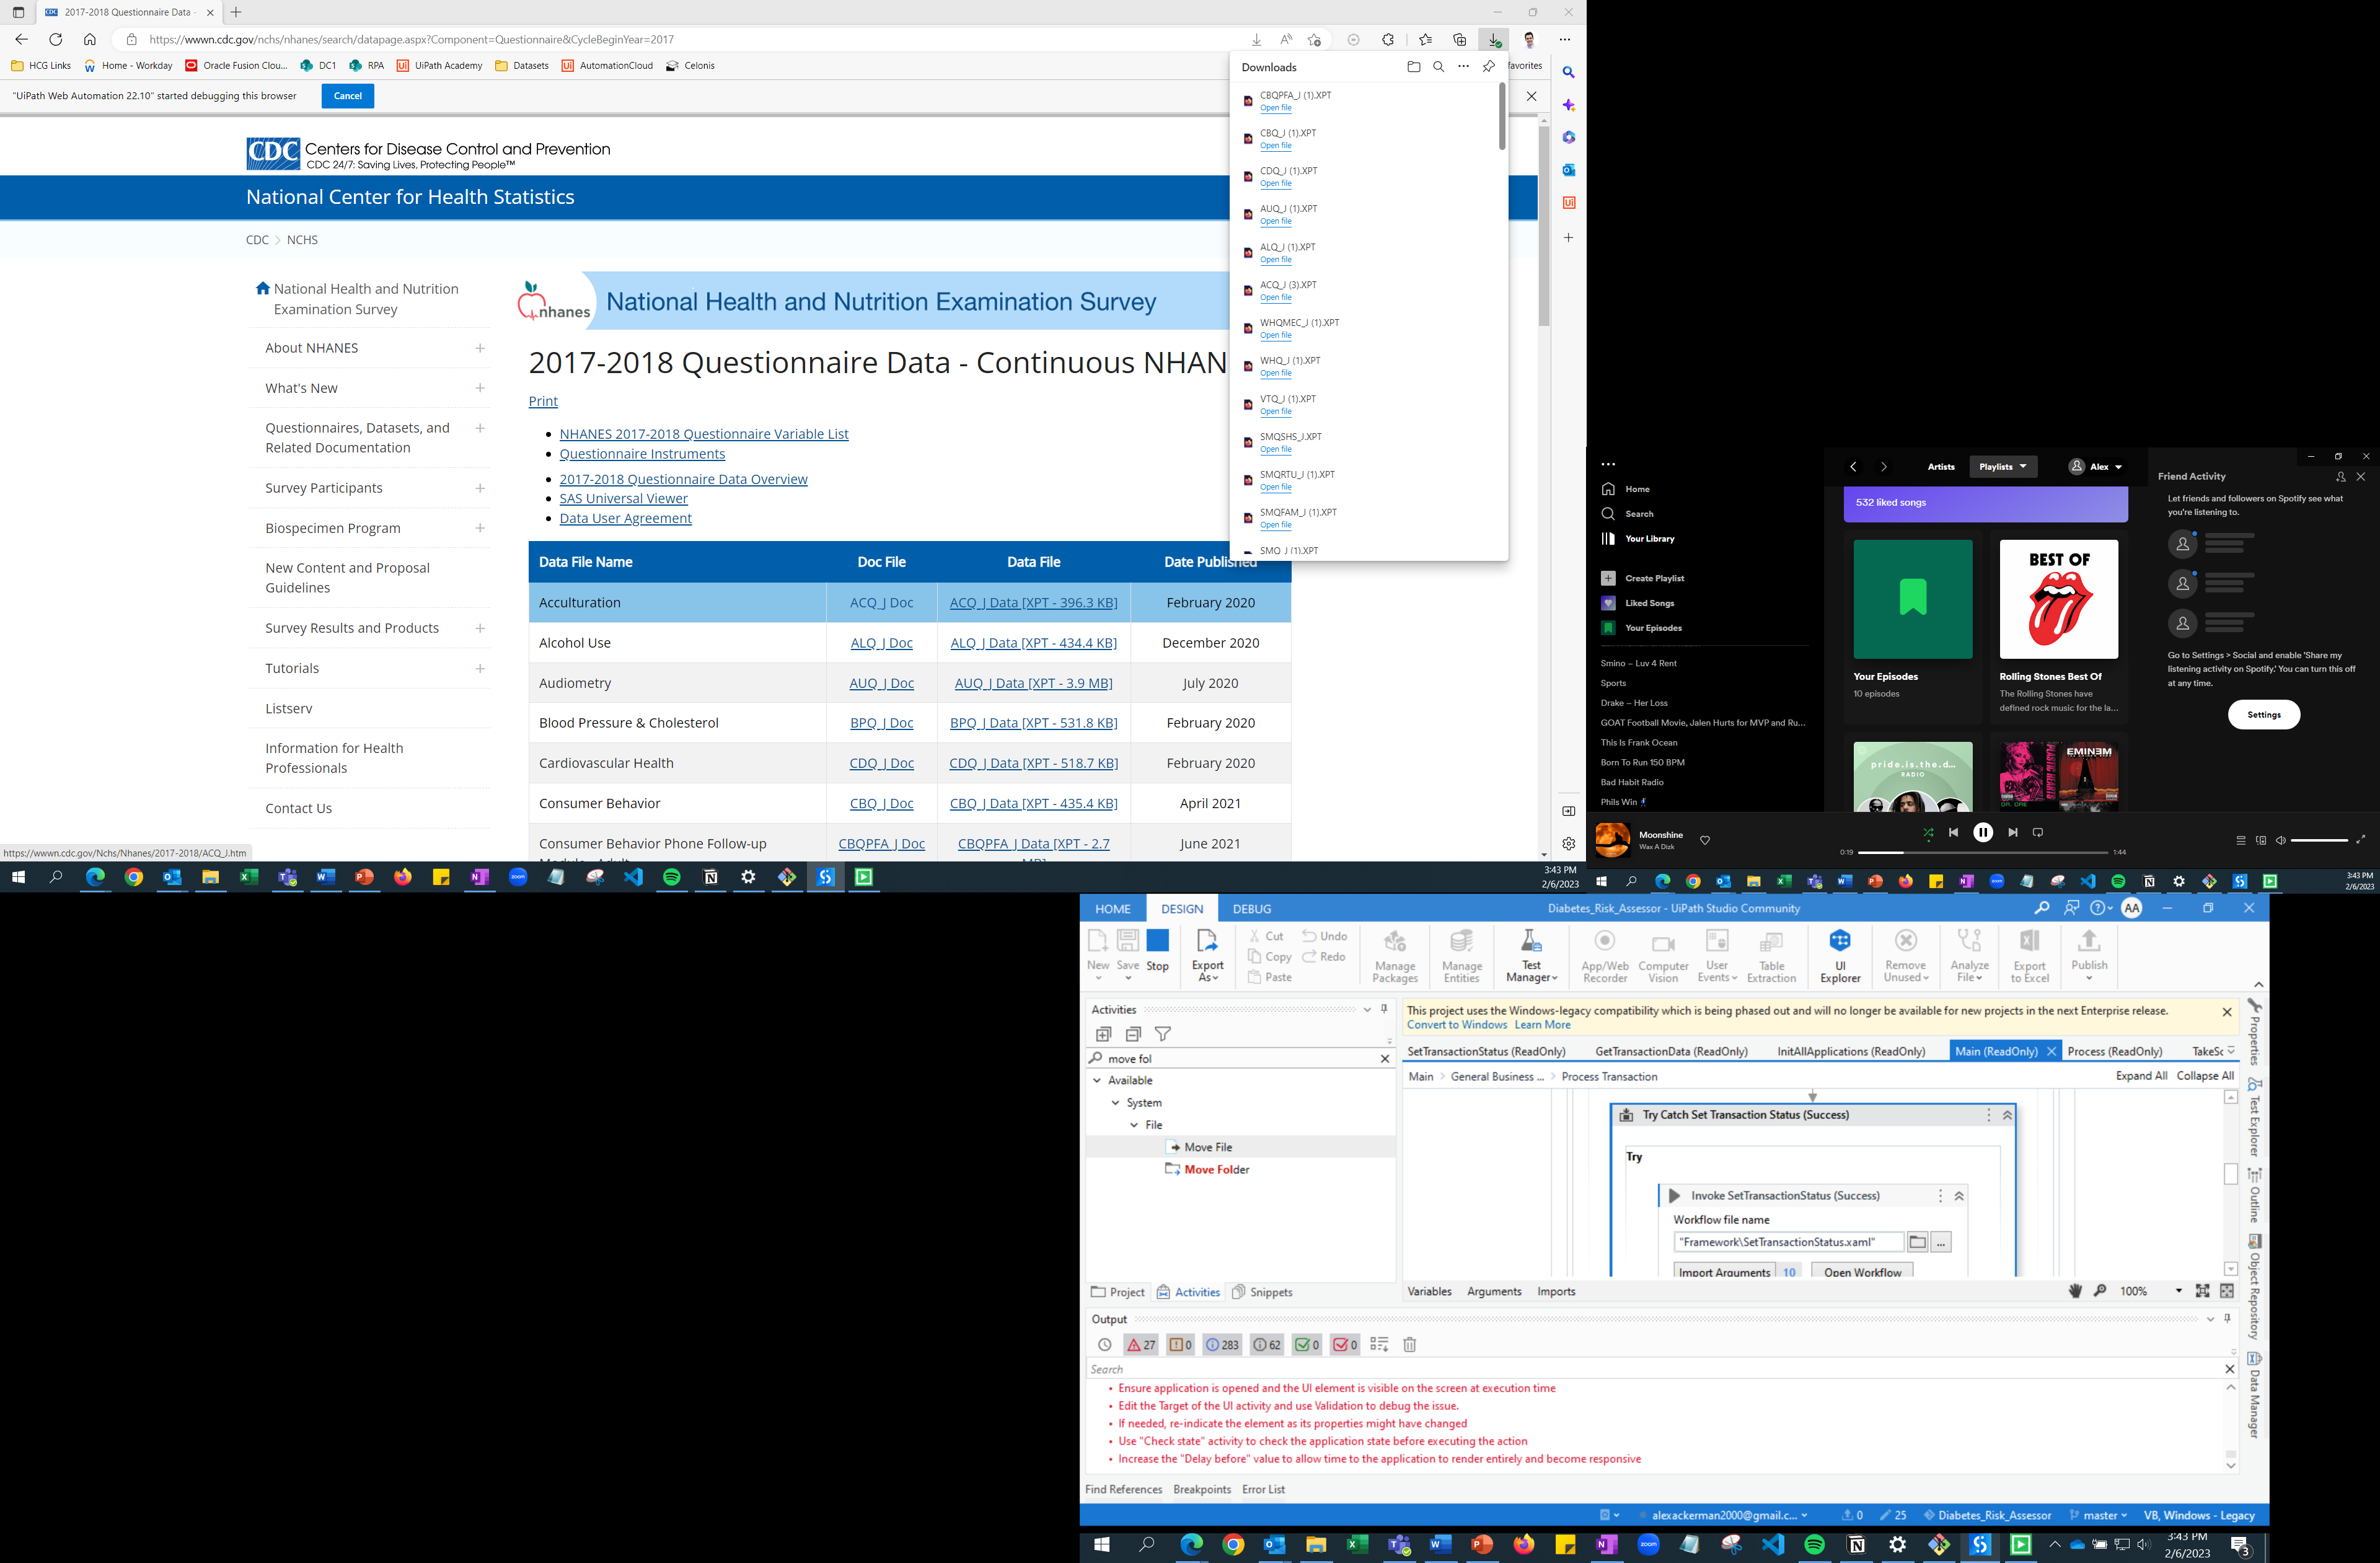 2017-2018 Questionnaire Data -
https://wwwn.cdc.gov/nchs/nhanes/search/datapage.aspx?Component=Questionnaire&CycleBeginYear=2017
HCG Links
Home - Workday
Oracle Fusion Clou...
DC1
RPA
UiPath Academy
Datasets
AutomationCloud
Celonis
favorites
"UiPath Web Automation 22.10" started debugging this browser
Cancel
CDC
Centers for Disease Control and Prevention
CDC 24/7: Saving Lives, Protecting People™
National Center for Health Statistics
CDC
NCHS
National Health and Nutrition
Examination Survey
About NHANES
What's New
Questionnaires, Datasets, and
Related Documentation
Survey Participants
Biospecimen Program
New Content and Proposal
Guidelines
Survey Results and Products
Tutorials
Listserv
Information for Health
Professionals
Contact Us
https://wwwn.cdc.gov/Nchs/Nhanes/2017-2018/ACQ_J.htm
nhanes
National Health and Nutrition Examination Survey
2017-2018 Questionnaire Data - Continuous NHAN
Print
NHANES 2017-2018 Questionnaire Variable List
Questionnaire Instruments
2017-2018 Questionnaire Data Overview
SAS Universal Viewer
Data User Agreement
Data File Name Doc File Data File Date Published
Acculturation ACQ_J Doc ACQ_J Data [XPT - 396.3 KB] February 2020
Alcohol Use ALQ_J Doc ALQ_J Data [XPT - 434.4 KB] December 2020
Audiometry AUQ_J Doc AUQ_J Data [XPT - 3.9 MB] July 2020
Blood Pressure & Cholesterol BPQ_J Doc BPQ_J Data [XPT - 531.8 KB] February 2020
Cardiovascular Health CDQ_J Doc CDQ_J Data [XPT - 518.7 KB] February 2020
Consumer Behavior CBQ_J Doc CBQ_J Data [XPT - 435.4 KB] April 2021
Consumer Behavior Phone Follow-up CBQPFA_J Doc CBQPFA_J Data [XPT - 2.7 June 2021
Downloads
CBQPFA_J (1).XPT
Open file
CBQ_J (1).XPT
Open file
CDQ_J (1).XPT
Open file
AUQ_J (1).XPT
Open file
ALQ_J (1).XPT
Open file
ACQ_J (3).XPT
Open file
WHQMEC_J (1).XPT
Open file
WHQ_J (1).XPT
Open file
VTQ_J (1).XPT
Open file
SMQSHS_J.XPT
Open file
SMQRTU_J (1).XPT
Open file
SMQFAM_J (1).XPT
Open file
SMQ_J (1).XPT
zoom
3:43 PM
2/6/2023
Home
Search
Your Library
Create Playlist
Liked Songs
Your Episodes
Smino – Luv 4 Rent
Sports
Drake – Her Loss
GOAT Football Movie, Jalen Hurts for MVP and Ru...
This Is Frank Ocean
Born To Run 150 BPM
Bad Habit Radio
Phils Win
Artists
Playlists
Alex
532 liked songs
Your Episodes
10 episodes
BEST OF
Rolling Stones Best Of
The Rolling Stones have
defined rock music for the la...
pride.is.the.d...
RADIO
EMINEM
Friend Activity
Let friends and followers on Spotify see what
you're listening to.
Go to Settings > Social and enable 'Share my
listening activity on Spotify.' You can turn this off
at any time.
Settings
Moonshine
Wax A Dizk
0:19
1:44
3:43 PM
2/6/2023
HOME DESIGN DEBUG
Diabetes_Risk_Assessor - UiPath Studio Community
AA
New
Save
Stop
Export
As
Cut
Copy
Paste
Undo
Redo
Manage
Packages
Manage
Entities
Test
Manager
App/Web
Recorder
Computer
Vision
User
Events
Table
Extraction
UI
Explorer
Remove
Unused
Analyze
File
Export
to Excel
Publish
Activities
move fol
Available
System
File
Move File
Move Folder
Project
Activities
Snippets
This project uses the Windows-legacy compatibility which is being phased out and will no longer be available for new projects in the next Enterprise release.
Convert to Windows Learn More
SetTransactionStatus (ReadOnly) GetTransactionData (ReadOnly) InitAllApplications (ReadOnly) Main (ReadOnly) Process (ReadOnly) TakeSc
Main > General Business ... > Process Transaction
Expand All Collapse All
Try Catch Set Transaction Status (Success)
Try
Invoke SetTransactionStatus (Success)
Workflow file name
"Framework\SetTransactionStatus.xaml"
...
Import Arguments 10 Open Workflow
Variables Arguments Imports
100%
Properties
Test Explorer
Outline
Object Repository
Data Manager
Output
27 0 283 62 0 0
Search
• Ensure application is opened and the UI element is visible on the screen at execution time
• Edit the Target of the UI activity and use Validation to debug the issue.
• If needed, re-indicate the element as its properties might have changed
• Use "Check state" activity to check the application state before executing the action
• Increase the "Delay before" value to allow time to the application to render entirely and become responsive
Find References Breakpoints Error List
alexackerman2000@gmail.c...
0
25
Diabetes_Risk_Assessor
master
VB, Windows - Legacy
zoom
3:43 PM
2/6/2023
3